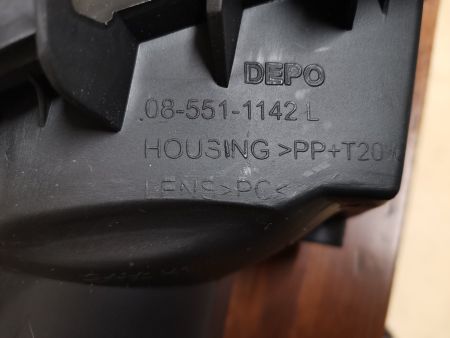 DEPO
08-551-1142 L
HOUSING >PP+T20
LENS>PC<